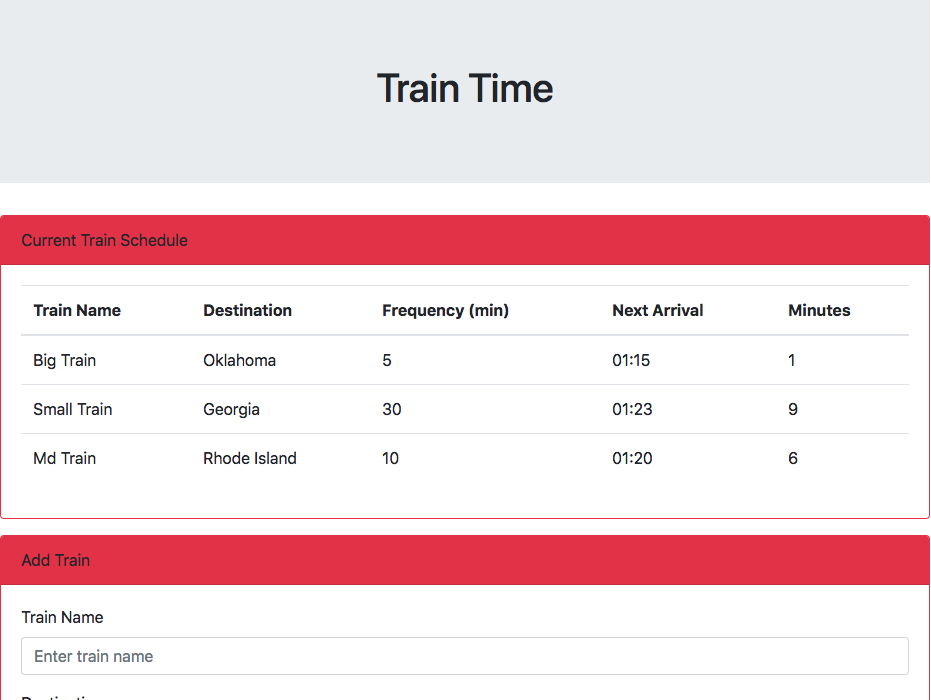 Train Time
Current Train Schedule
Train Name Destination Frequency (min) Next Arrival Minutes
Big Train Oklahoma 5 01:15 1
Small Train Georgia 30 01:23 9
Md Train Rhode Island 10 01:20 6
Add Train
Train Name
Enter train name